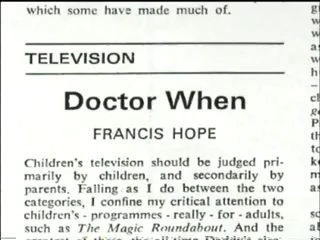 which some have made much of.
TELEVISION
Doctor When
FRANCIS HOPE
Children's television should be judged pri-
marily by children, and secondarily by
parents. Falling as I do between the two
categories, I confine my critical attention to
children's - programmes - really - for - adults,
such as The Magic Roundabout. And the